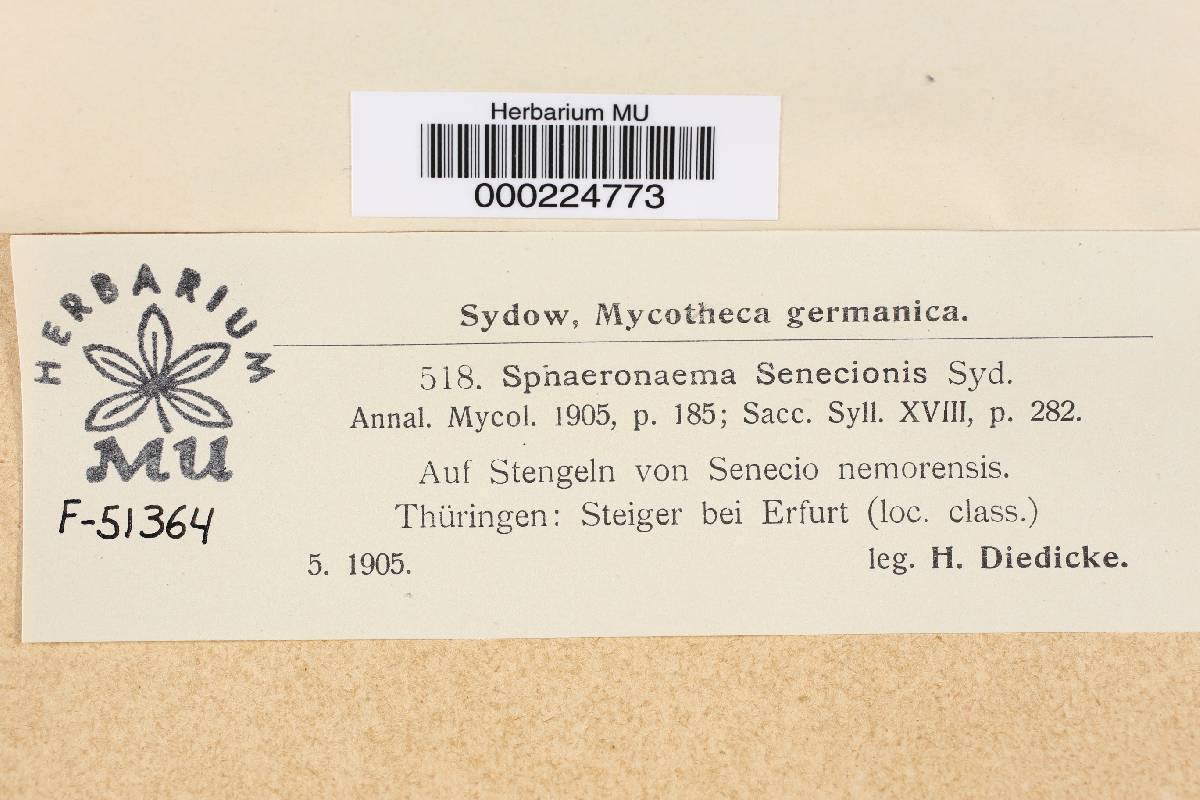 Herbarium MU
000224773
HERBARIUM
MU
F-51364
Sydow, Mycotheca germanica.
518. Sphaeronaema Senecionis Syd.
Annal. Mycol. 1905, p. 185; Sacc. Syll. XVIII, p. 282.
Auf Stengeln von Senecio nemorensis.
Thüringen: Steiger bei Erfurt (loc. class.)
5. 1905. leg. H. Diedicke.